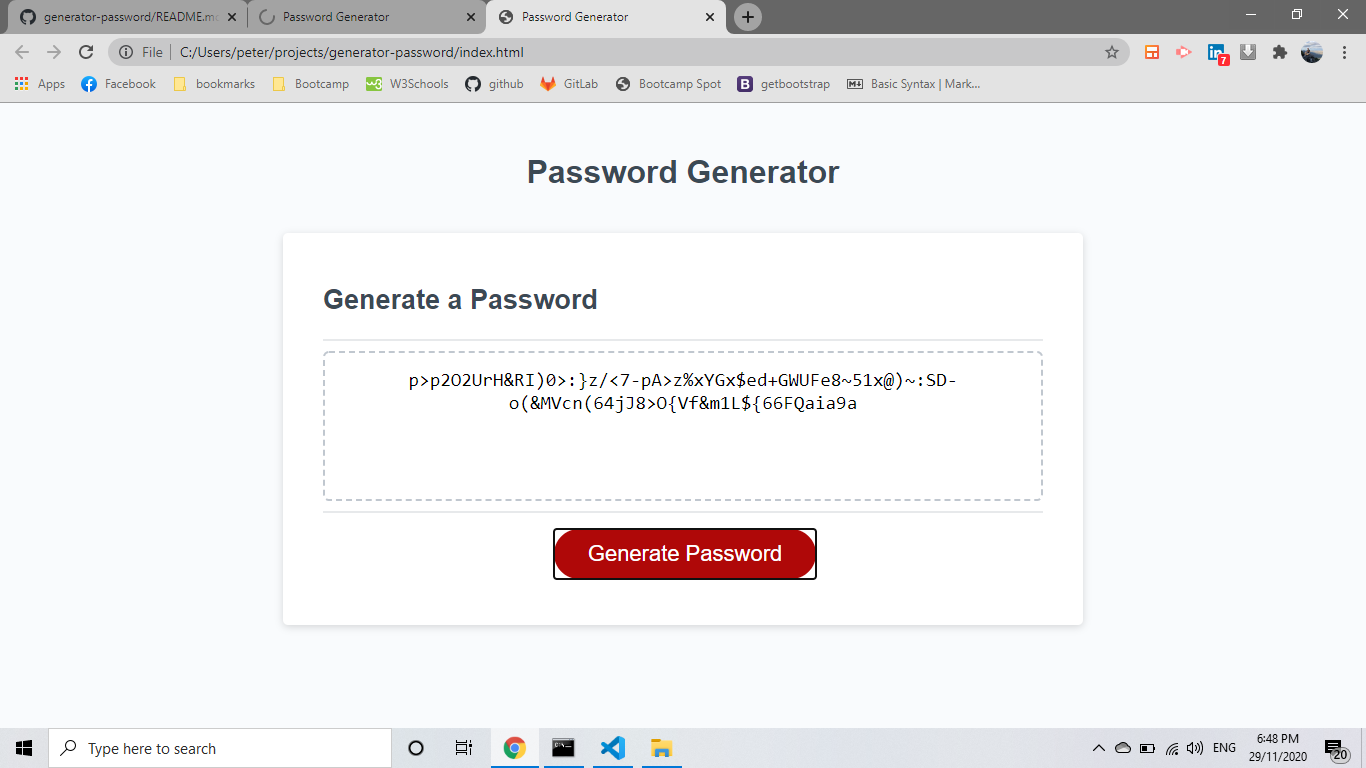 generator-password/README.md
Password Generator
Password Generator
File
C:/Users/peter/projects/generator-password/index.html
7
Apps
Facebook
bookmarks
Bootcamp
W3Schools
github
GitLab
Bootcamp Spot
getbootstrap
Basic Syntax | Mark...
Password Generator
Generate a Password
p>p2O2UrH&RI)0>:}z/<7-pA>z%xYGx$ed+GWUFe8~51x@)~:SD-
o(&MVcn(64jJ8>O{Vf&m1L${66FQaia9a
Generate Password
Type here to search
ENG
6:48 PM
29/11/2020
20